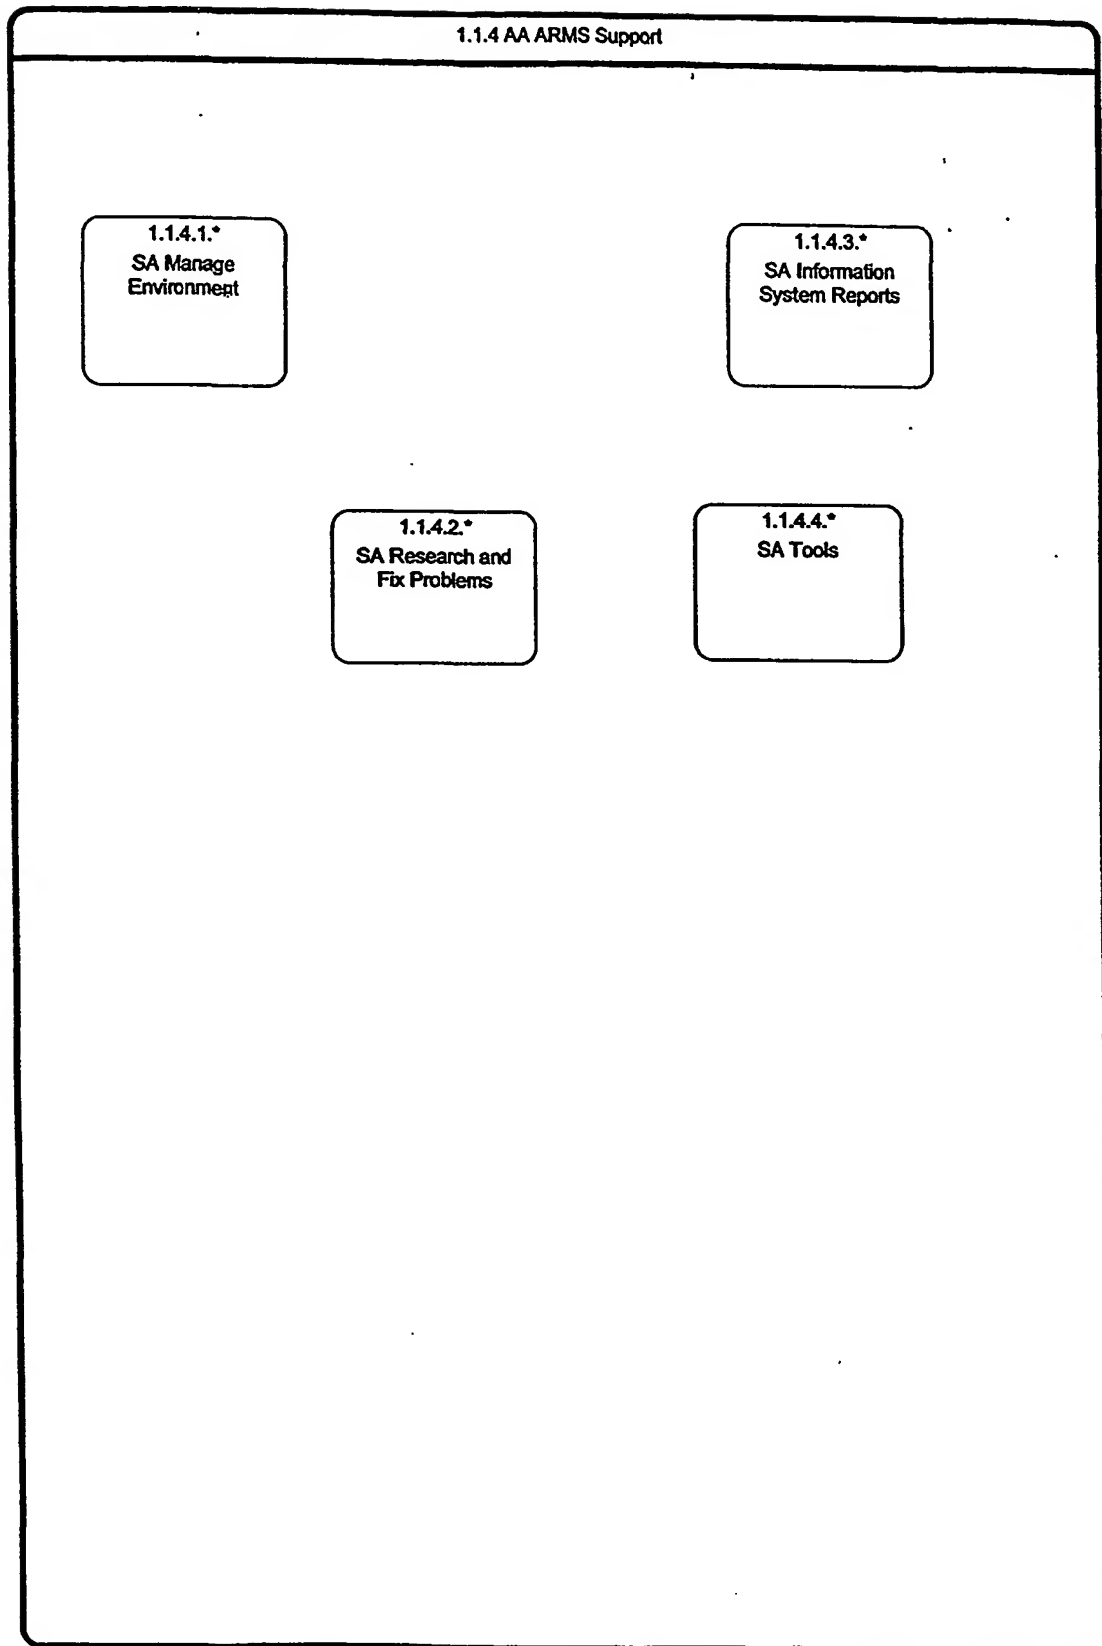 1.1.4 AA ARMS Support
1.1.4.1.*
SA Manage
Environment
1.1.4.3.*
SA Information
System Reports
1.1.4.2.*
SA Research and
Fix Problems
1.1.4.4.*
SA Tools